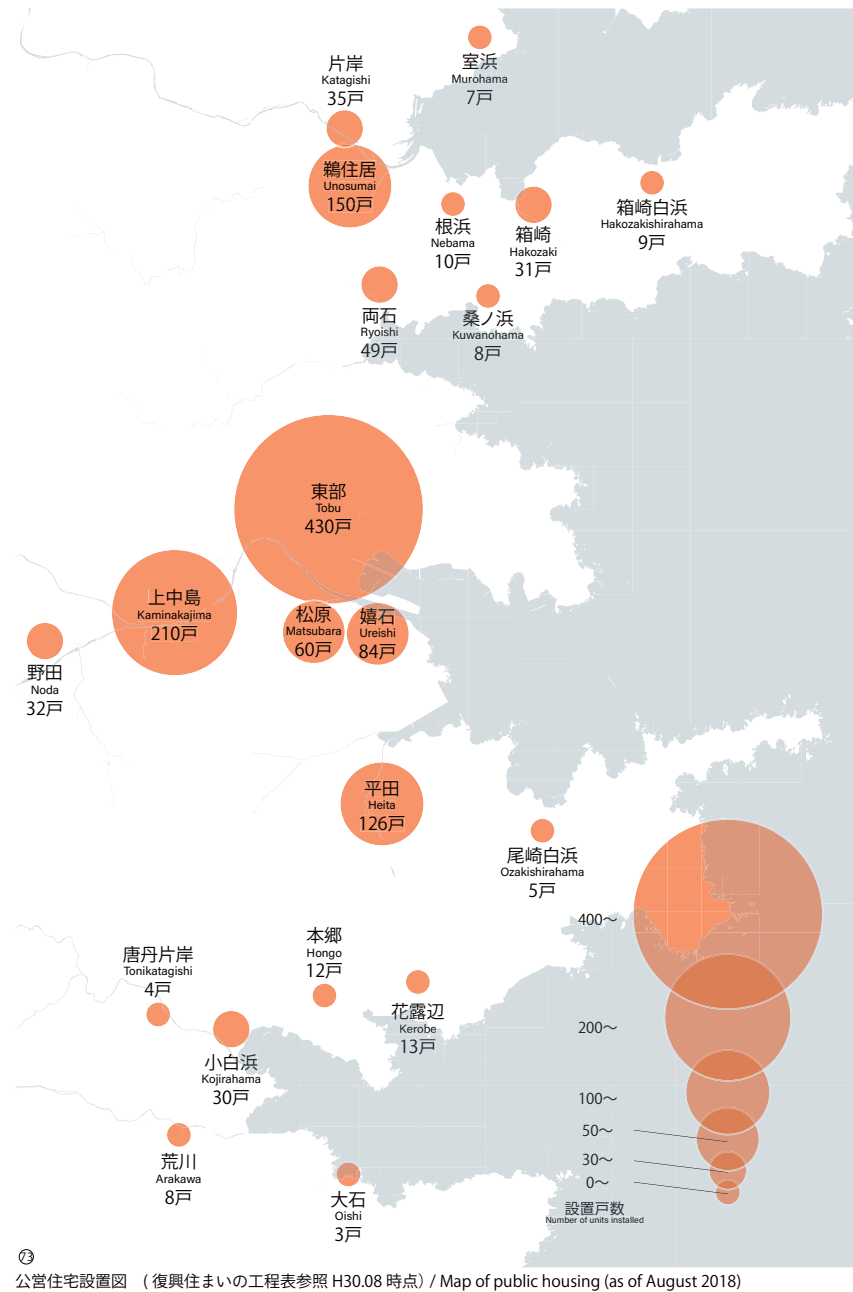 室浜
Murohama
7戸
片岸
Katagishi
35戸
鵜住居
Unosumai
150戸
根浜
Nebama
10戸
箱崎
Hakozaki
31戸
箱崎白浜
Hakozakishirahama
9戸
両石
Ryoishi
49戸
桑ノ浜
Kuwanohama
8戸
東部
Tobu
430戸
上中島
Kaminakajima
210戸
松原
Matsubara
60戸
嬉石
Ureishi
84戸
野田
Noda
32戸
平田
Heita
126戸
尾崎白浜
Ozakishirahama
5戸
本郷
Hongo
12戸
唐丹片岸
Tonikatagishi
4戸
花露辺
Kerobe
13戸
小白浜
Kojirahama
30戸
荒川
Arakawa
8戸
大石
Oishi
3戸
400〜
200〜
100〜
50〜
30〜
0〜
設置戸数
Number of units installed
73
公営住宅設置図 (復興住まいの工程表参照 H30.08 時点) / Map of public housing (as of August 2018)